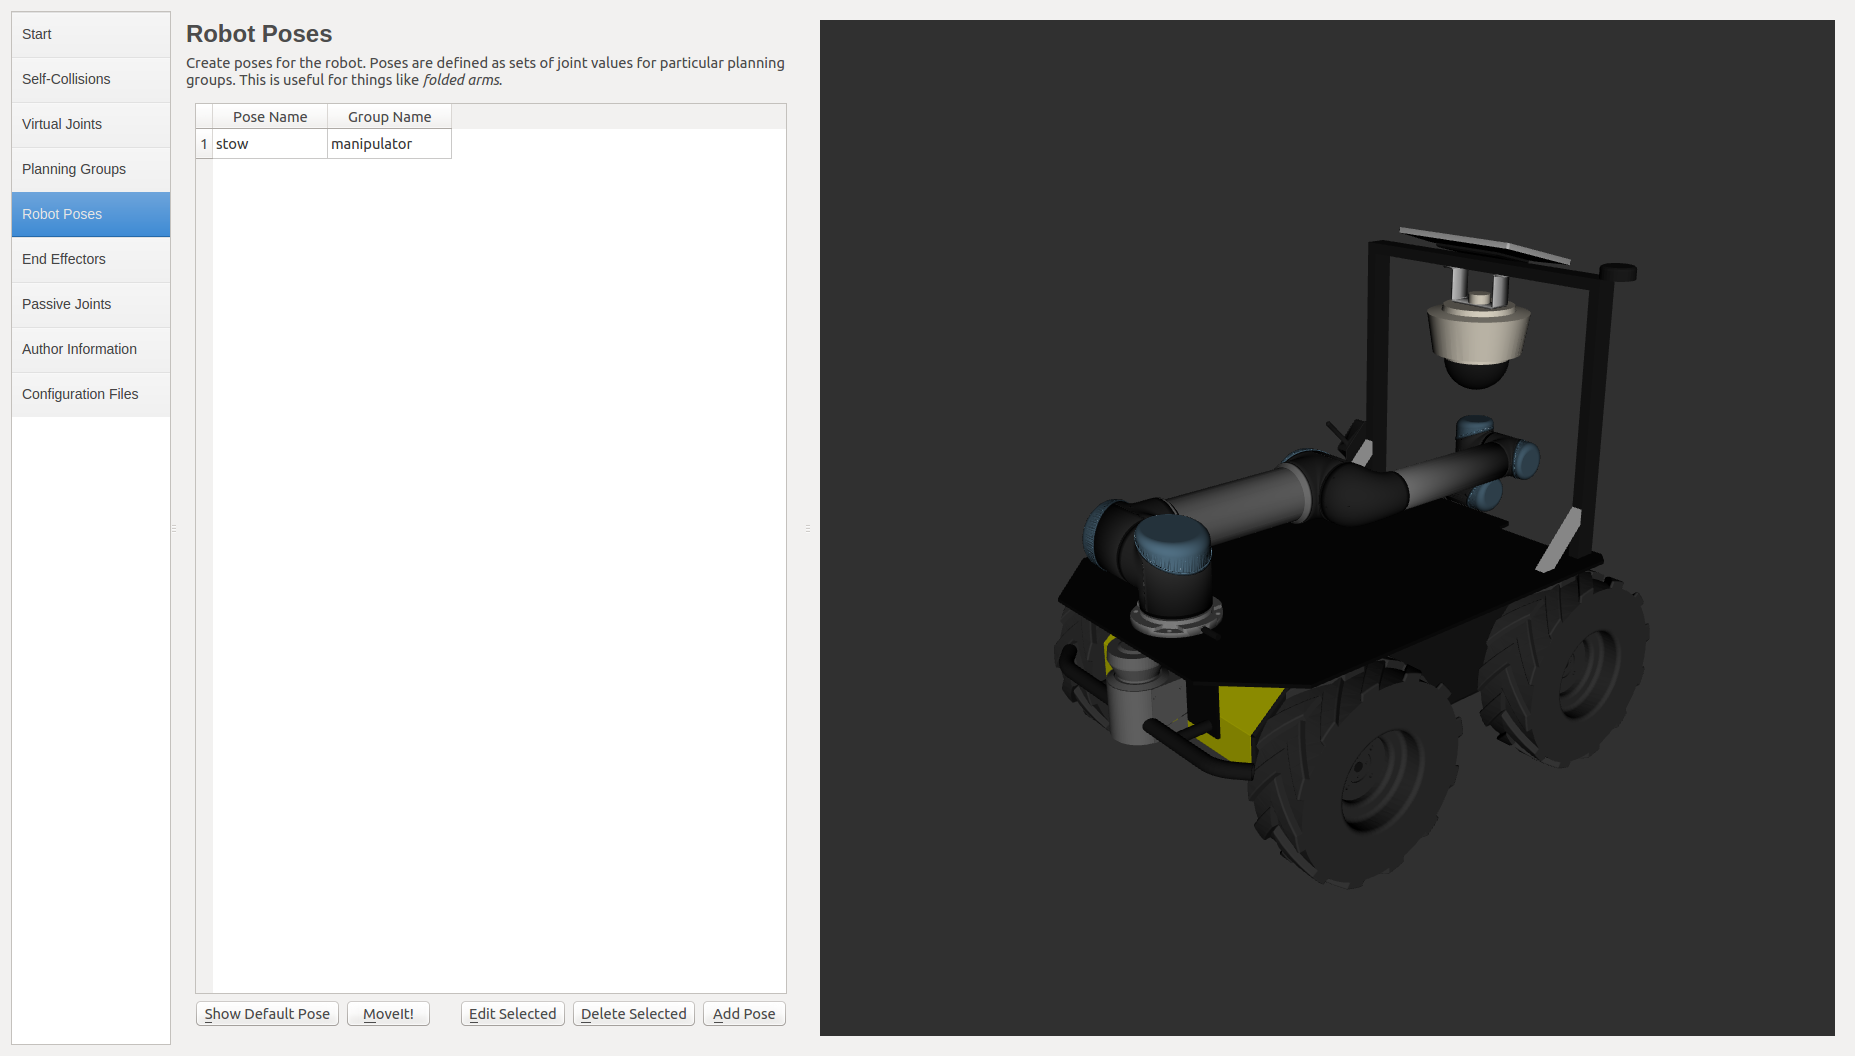 Start
Self-Collisions
Virtual Joints
Planning Groups
Robot Poses
End Effectors
Passive Joints
Author Information
Configuration Files
Robot Poses
Create poses for the robot. Poses are defined as sets of joint values for particular planning
groups. This is useful for things like folded arms.
Pose Name Group Name
1 stow manipulator
Show Default Pose MoveIt! Edit Selected Delete Selected Add Pose